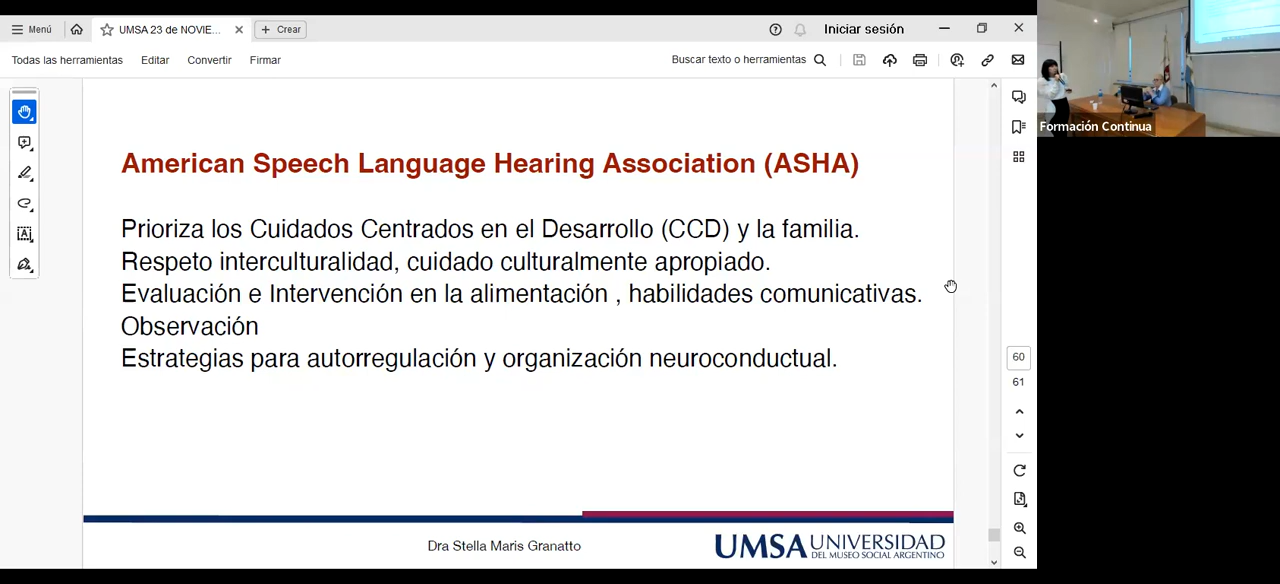 Menú
UMSA 23 de NOVIE...
Crear
Iniciar sesión
Todas las herramientas
Editar
Convertir
Firmar
Buscar texto o herramientas
Formación Continua
American Speech Language Hearing Association (ASHA)
Prioriza los Cuidados Centrados en el Desarrollo (CCD) y la familia.
Respeto interculturalidad, cuidado culturalmente apropiado.
Evaluación e Intervención en la alimentación , habilidades comunicativas.
Observación
Estrategias para autorregulación y organización neuroconductual.
60
61
Dra Stella Maris Granatto
UMSA UNIVERSIDAD
DEL MUSEO SOCIAL ARGENTINO